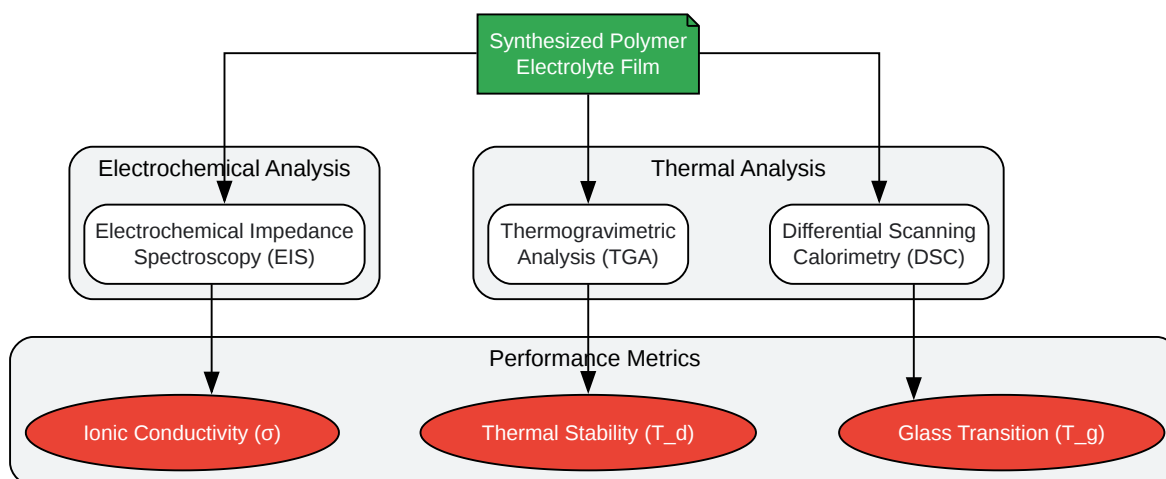 Synthesized Polymer
Electrolyte Film
Electrochemical Analysis
Thermal Analysis
Electrochemical Impedance
Spectroscopy (EIS)
Thermogravimetric
Analysis (TGA)
Differential Scanning
Calorimetry (DSC)
Performance Metrics
Ionic Conductivity (σ)
Thermal Stability (T_d)
Glass Transition (T_g)